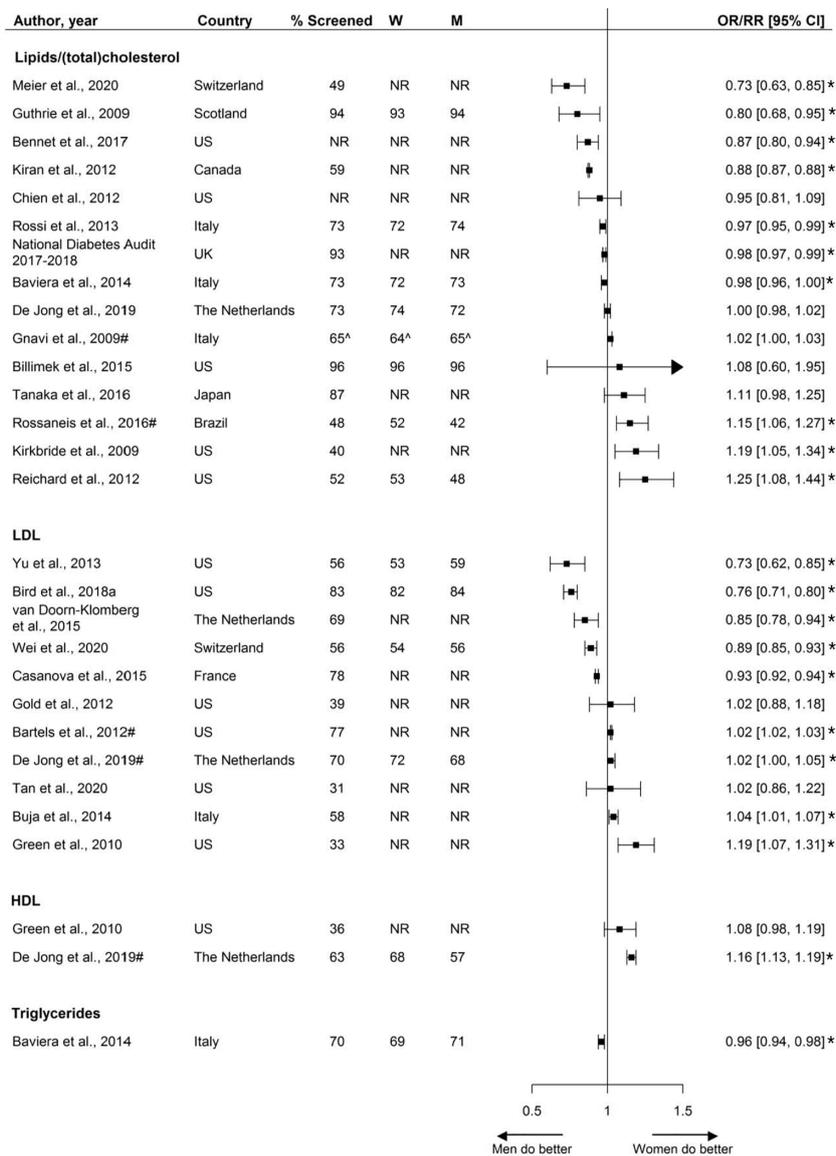 Author, year Country % Screened W M OR/RR [95% CI]
Lipids/(total)cholesterol
Meier et al., 2020 Switzerland 49 NR NR 0.73 [0.63, 0.85] *
Guthrie et al., 2009 Scotland 94 93 94 0.80 [0.68, 0.95] *
Bennet et al., 2017 US NR NR NR 0.87 [0.80, 0.94] *
Kiran et al., 2012 Canada 59 NR NR 0.88 [0.87, 0.88] *
Chien et al., 2012 US NR NR NR 0.95 [0.81, 1.09]
Rossi et al., 2013 Italy 73 72 74 0.97 [0.95, 0.99] *
National Diabetes Audit
2017-2018 UK 93 NR NR 0.98 [0.97, 0.99] *
Baviera et al., 2014 Italy 73 72 73 0.98 [0.96, 1.00] *
De Jong et al., 2019 The Netherlands 73 74 72 1.00 [0.98, 1.02]
Gnavi et al., 2009# Italy 65^ 64^ 65^ 1.02 [1.00, 1.03]
Billimek et al., 2015 US 96 96 96 1.08 [0.60, 1.95]
Tanaka et al., 2016 Japan 87 NR NR 1.11 [0.98, 1.25]
Rossaneis et al., 2016# Brazil 48 52 42 1.15 [1.06, 1.27] *
Kirkbride et al., 2009 US 40 NR NR 1.19 [1.05, 1.34] *
Reichard et al., 2012 US 52 53 48 1.25 [1.08, 1.44] *
LDL
Yu et al., 2013 US 56 53 59 0.73 [0.62, 0.85] *
Bird et al., 2018a US 83 82 84 0.76 [0.71, 0.80] *
van Doorn-Klomberg
et al., 2015 The Netherlands 69 NR NR 0.85 [0.78, 0.94] *
Wei et al., 2020 Switzerland 56 54 56 0.89 [0.85, 0.93] *
Casanova et al., 2015 France 78 NR NR 0.93 [0.92, 0.94] *
Gold et al., 2012 US 39 NR NR 1.02 [0.88, 1.18]
Bartels et al., 2012# US 77 NR NR 1.02 [1.02, 1.03] *
De Jong et al., 2019# The Netherlands 70 72 68 1.02 [1.00, 1.05] *
Tan et al., 2020 US 31 NR NR 1.02 [0.86, 1.22]
Buja et al., 2014 Italy 58 NR NR 1.04 [1.01, 1.07] *
Green et al., 2010 US 33 NR NR 1.19 [1.07, 1.31] *
HDL
Green et al., 2010 US 36 NR NR 1.08 [0.98, 1.19]
De Jong et al., 2019# The Netherlands 63 68 57 1.16 [1.13, 1.19] *
Triglycerides
Baviera et al., 2014 Italy 70 69 71 0.96 [0.94, 0.98] *
0.5 1 1.5
Men do better Women do better